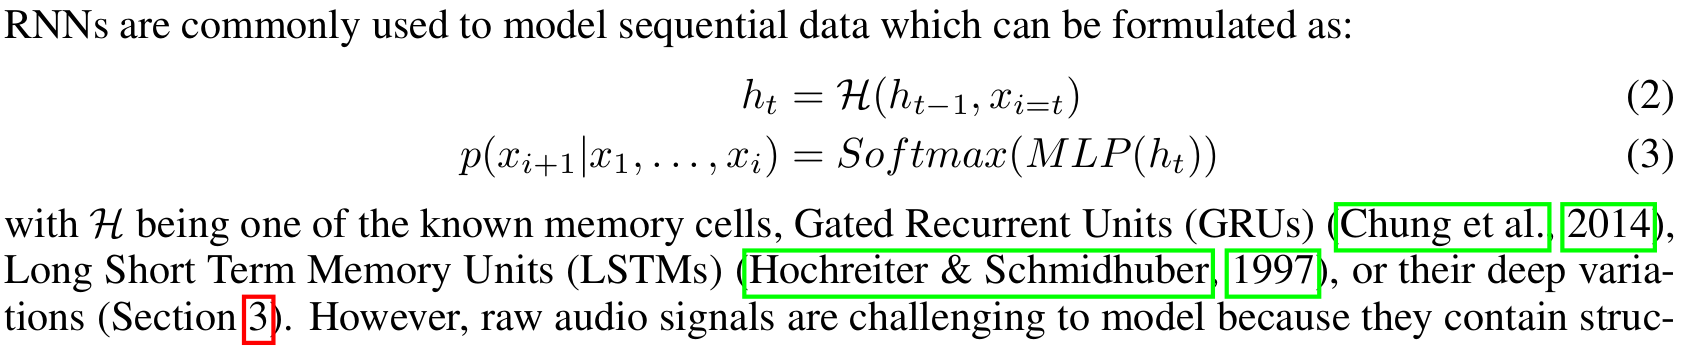 RNNs are commonly used to model sequential data which can be formulated as:
h_t = ℋ(h_{t−1}, x_{i=t}) (2)
p(x_{i+1}|x_1, . . . , x_i) = Softmax(MLP(h_t)) (3)
with ℋ being one of the known memory cells, Gated Recurrent Units (GRUs) (Chung et al., 2014),
Long Short Term Memory Units (LSTMs) (Hochreiter & Schmidhuber, 1997), or their deep varia-
tions (Section 3). However, raw audio signals are challenging to model because they contain struc-